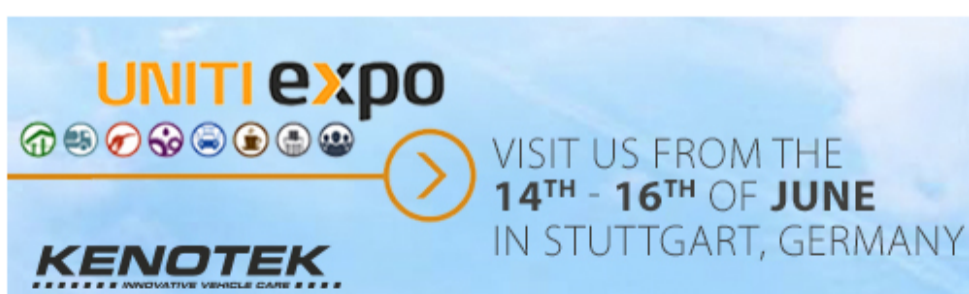 UNITI expo
VISIT US FROM THE
14TH - 16TH OF JUNE
IN STUTTGART, GERMANY
KENOTEK
INNOVATIVE VEHICLE CARE